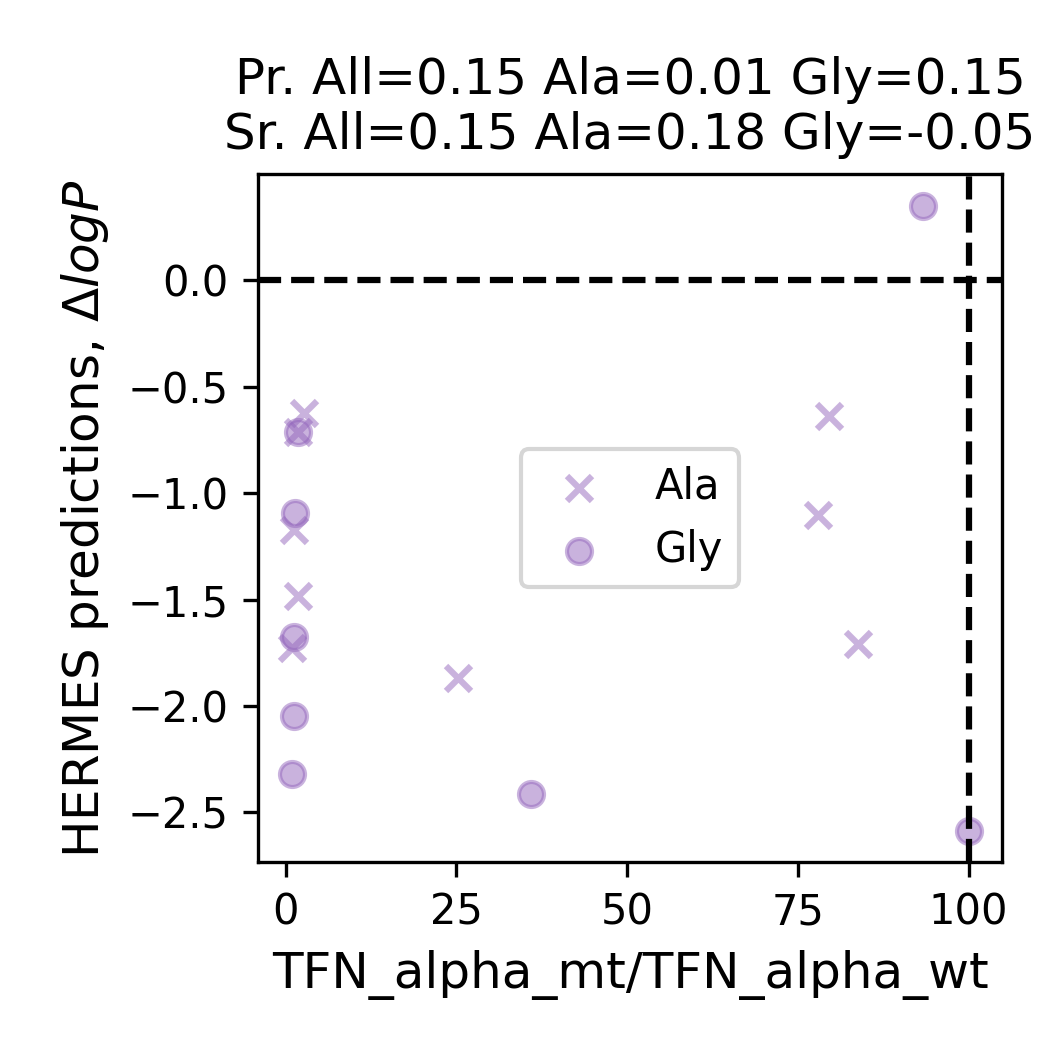 Pr. All=0.15 Ala=0.01 Gly=0.15
Sr. All=0.15 Ala=0.18 Gly=-0.05
HERMES predictions, ΔlogP
0.0
−0.5
−1.0
−1.5
−2.0
−2.5
Ala
Gly
0 25 50 75 100
TFN_alpha_mt/TFN_alpha_wt